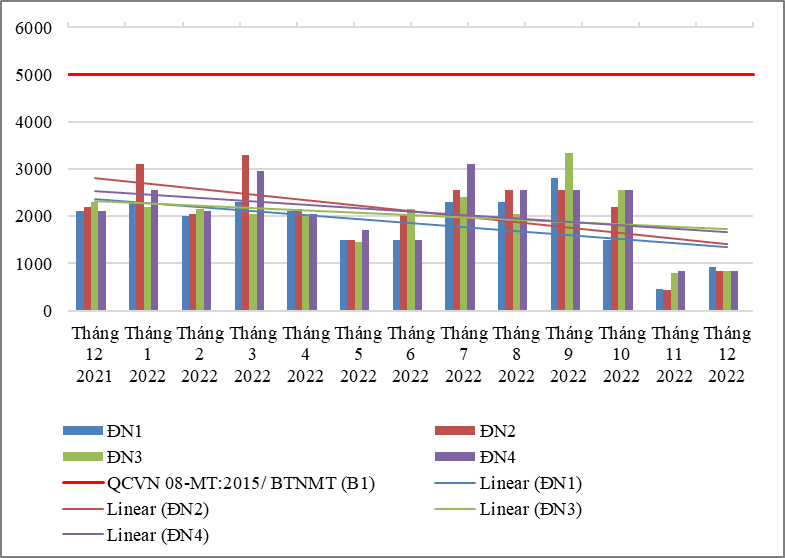 6000
5000
4000
3000
2000
1000
0
Tháng 12 2021
Tháng 1 2022
Tháng 2 2022
Tháng 3 2022
Tháng 4 2022
Tháng 5 2022
Tháng 6 2022
Tháng 7 2022
Tháng 8 2022
Tháng 9 2022
Tháng 10 2022
Tháng 11 2022
Tháng 12 2022
ĐN1
ĐN2
ĐN3
ĐN4
QCVN 08-MT:2015/ BTNMT (B1)
Linear (ĐN1)
Linear (ĐN2)
Linear (ĐN3)
Linear (ĐN4)